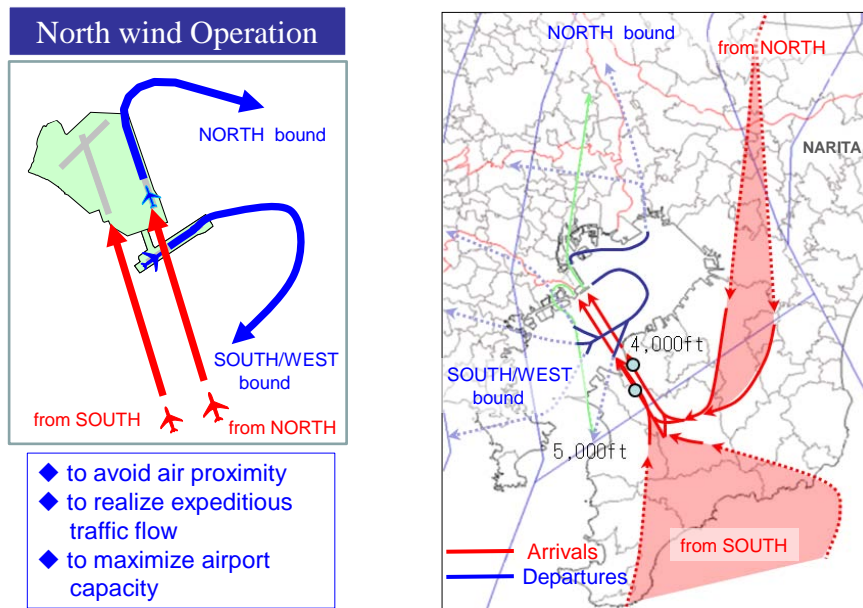 North wind Operation
NORTH bound
SOUTH/WEST
bound
from SOUTH
from NORTH
◆ to avoid air proximity
◆ to realize expeditious
traffic flow
◆ to maximize airport
capacity
NORTH bound
from NORTH
NARITA
4,000ft
SOUTH/WEST
bound
5,000ft
from SOUTH
Arrivals
Departures